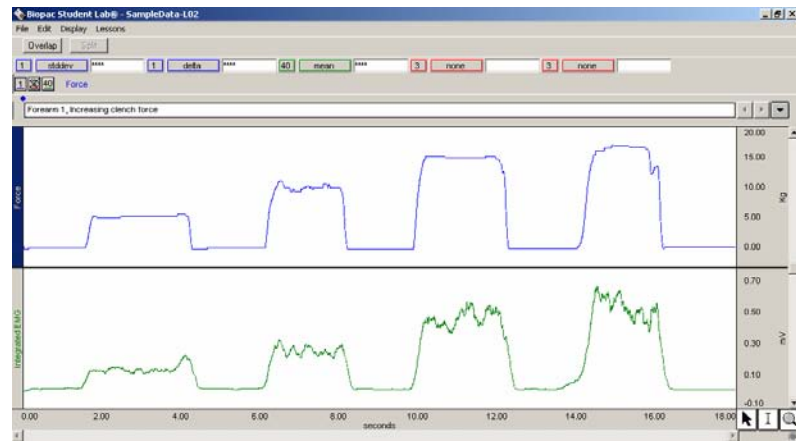 Biopac Student Lab® - SampleData-L02
File Edit Display Lessons
Overlap Split
1 stddev **** 1 delta **** 40 mean **** 3 none 3 none
1 40 Force
Forearm 1, Increasing clench force
Force
20.00
15.00
10.00
5.00
0.00
Kg
Integrated EMG
0.70
0.50
0.30
0.10
-0.10
mV
0.00 2.00 4.00 6.00 8.00 10.00 12.00 14.00 16.00 18.00
seconds